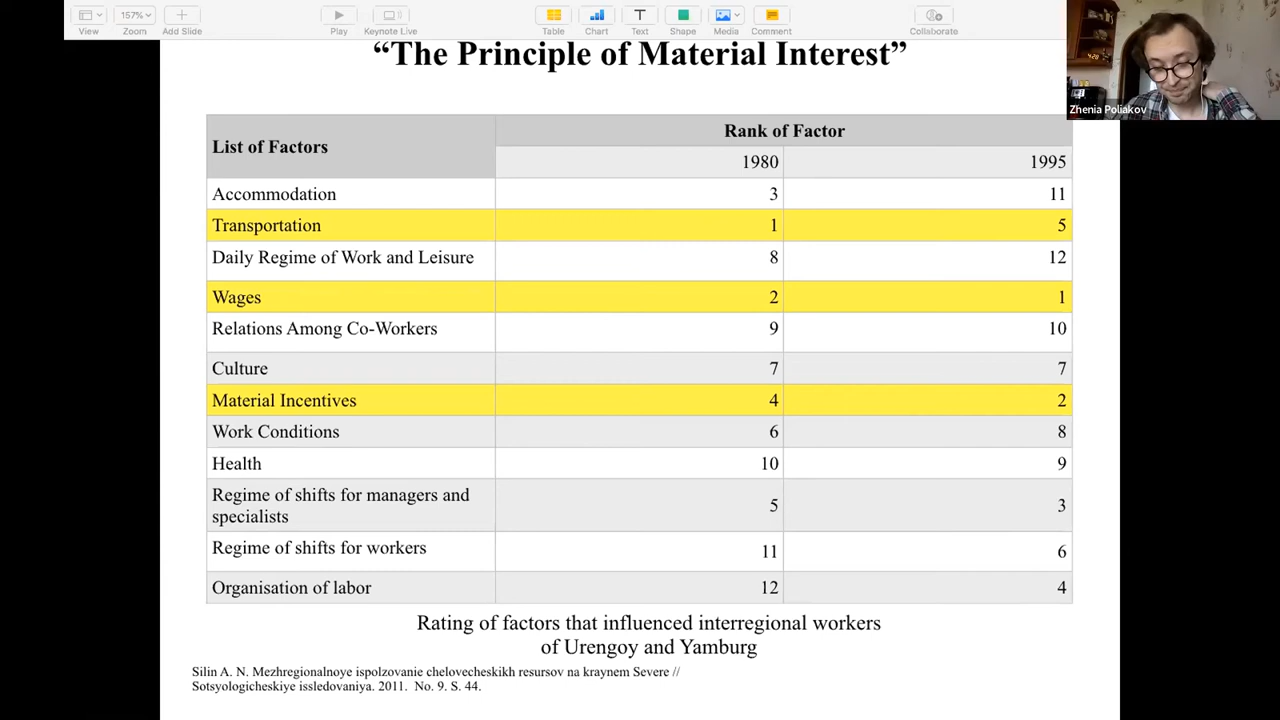 157%
View
Zoom
Add Slide
Play
Keynote Live
Table
Chart
Text
Shape
Media
Comment
Collaborate
Zhenia Poliakov
“The Principle of Material Interest”
List of Factors
Rank of Factor
1980
1995
Accommodation 3 11
Transportation 1 5
Daily Regime of Work and Leisure 8 12
Wages 2 1
Relations Among Co-Workers 9 10
Culture 7 7
Material Incentives 4 2
Work Conditions 6 8
Health 10 9
Regime of shifts for managers and
specialists 5 3
Regime of shifts for workers 11 6
Organisation of labor 12 4
Rating of factors that influenced interregional workers
of Urengoy and Yamburg
Silin A. N. Mezhregionalnoye ispolzovanie chelovecheskikh resursov na kraynem Severe //
Sotsyologicheskiye issledovaniya. 2011. No. 9. S. 44.